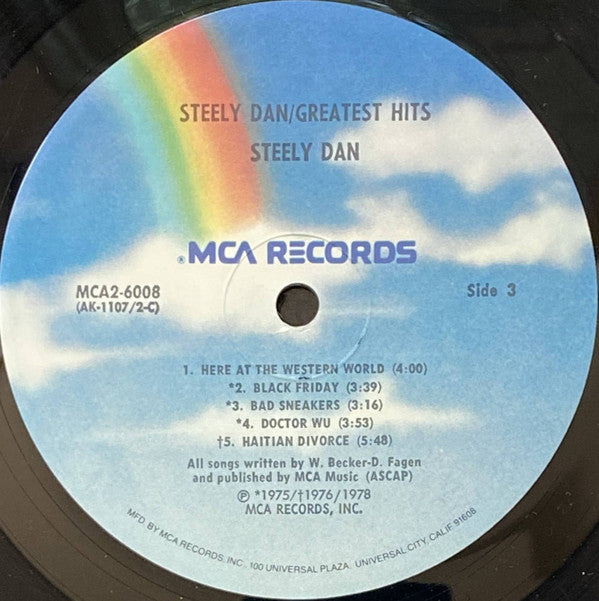 STEELY DAN/GREATEST HITS
STEELY DAN
®MCA RECORDS
MCA2-6008
(AK-1107/2-C)
Side 3
1. HERE AT THE WESTERN WORLD (4:00)
*2. BLACK FRIDAY (3:39)
*3. BAD SNEAKERS (3:16)
*4. DOCTOR WU (3:53)
†5. HAITIAN DIVORCE (5:48)
All songs written by W. Becker-D. Fagen
and published by MCA Music (ASCAP)
℗ *1975/†1976/1978
MCA RECORDS, INC.
MFD. BY MCA RECORDS, INC., 100 UNIVERSAL PLAZA, UNIVERSAL CITY, CALIF. 91608